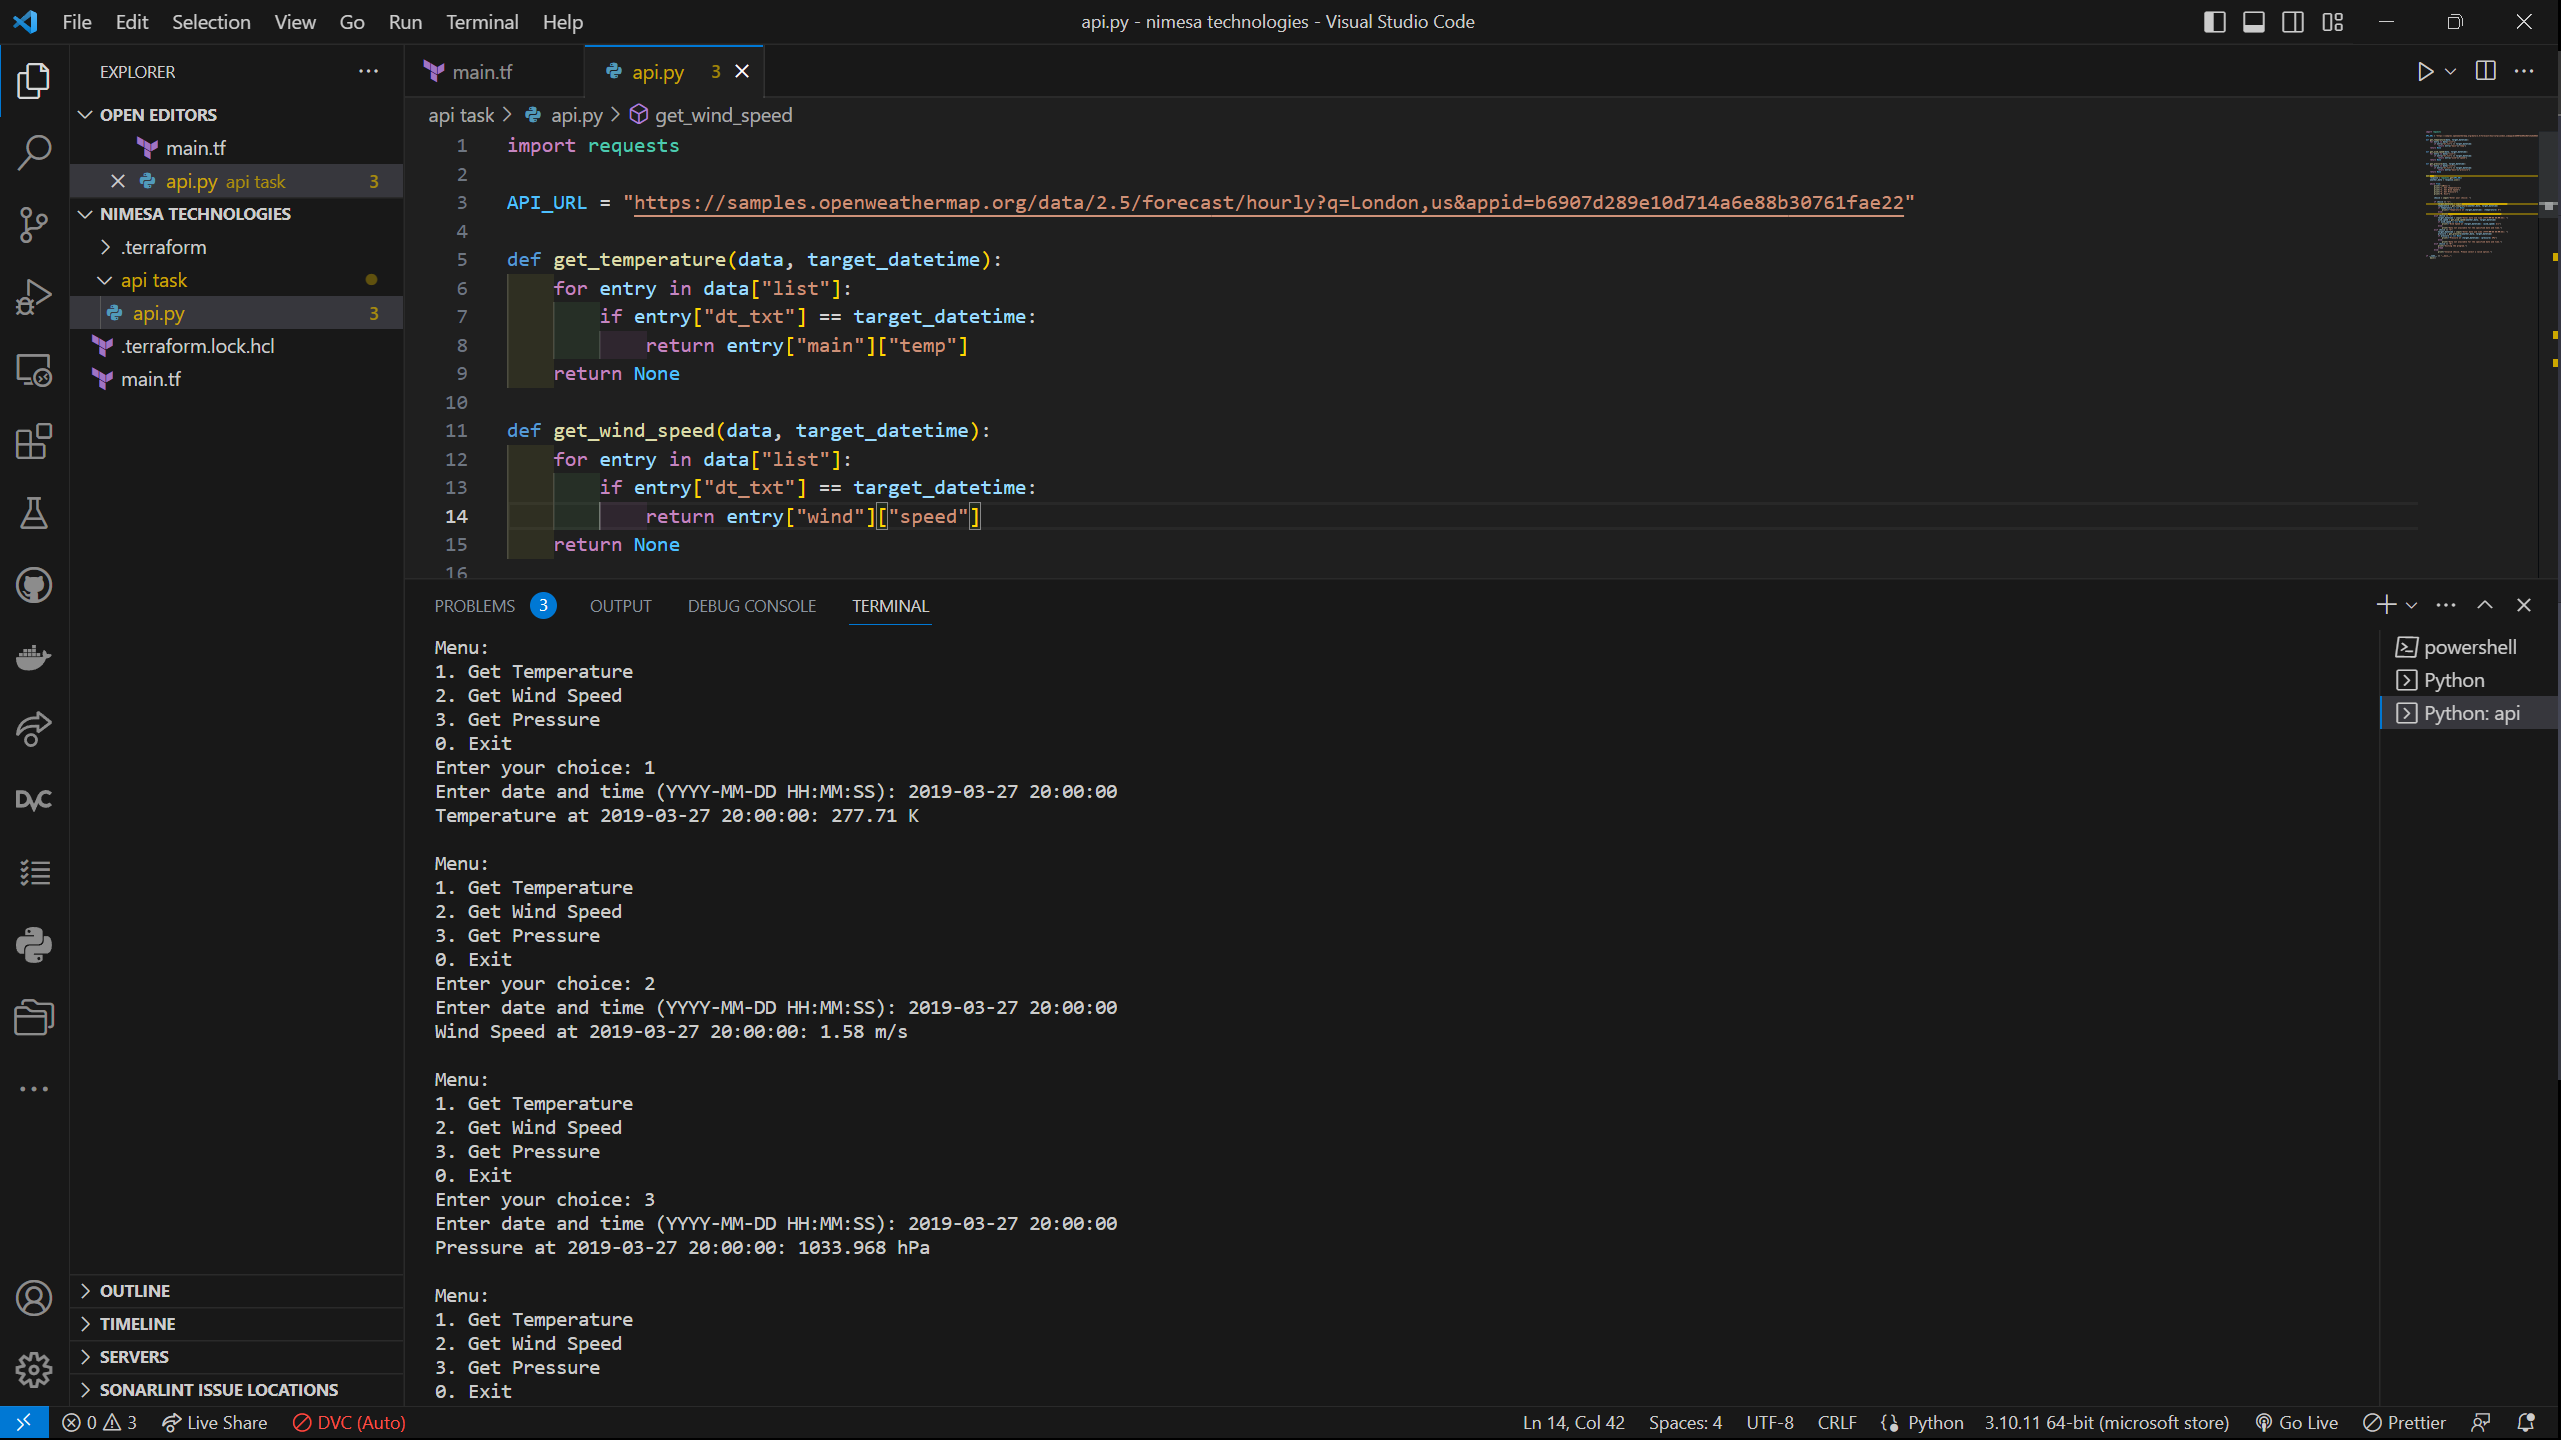 File Edit Selection View Go Run Terminal Help
api.py - nimesa technologies - Visual Studio Code
EXPLORER
OPEN EDITORS
main.tf
api.py api task 3
NIMESA TECHNOLOGIES
.terraform
api task
api.py 3
.terraform.lock.hcl
main.tf
OUTLINE
TIMELINE
SERVERS
SONARLINT ISSUE LOCATIONS
DVC
main.tf
api.py 3
api task > api.py > get_wind_speed
1 import requests
2
3 API_URL = "https://samples.openweathermap.org/data/2.5/forecast/hourly?q=London,us&appid=b6907d289e10d714a6e88b30761fae22"
4
5 def get_temperature(data, target_datetime):
6 for entry in data["list"]:
7 if entry["dt_txt"] == target_datetime:
8 return entry["main"]["temp"]
9 return None
10
11 def get_wind_speed(data, target_datetime):
12 for entry in data["list"]:
13 if entry["dt_txt"] == target_datetime:
14 return entry["wind"]["speed"]
15 return None
16
PROBLEMS 3 OUTPUT DEBUG CONSOLE TERMINAL
Menu:
1. Get Temperature
2. Get Wind Speed
3. Get Pressure
0. Exit
Enter your choice: 1
Enter date and time (YYYY-MM-DD HH:MM:SS): 2019-03-27 20:00:00
Temperature at 2019-03-27 20:00:00: 277.71 K
Menu:
1. Get Temperature
2. Get Wind Speed
3. Get Pressure
0. Exit
Enter your choice: 2
Enter date and time (YYYY-MM-DD HH:MM:SS): 2019-03-27 20:00:00
Wind Speed at 2019-03-27 20:00:00: 1.58 m/s
Menu:
1. Get Temperature
2. Get Wind Speed
3. Get Pressure
0. Exit
Enter your choice: 3
Enter date and time (YYYY-MM-DD HH:MM:SS): 2019-03-27 20:00:00
Pressure at 2019-03-27 20:00:00: 1033.968 hPa
Menu:
1. Get Temperature
2. Get Wind Speed
3. Get Pressure
0. Exit
powershell
Python
Python: api
0 3 Live Share DVC (Auto)
Ln 14, Col 42 Spaces: 4 UTF-8 CRLF Python 3.10.11 64-bit (microsoft store) Go Live Prettier